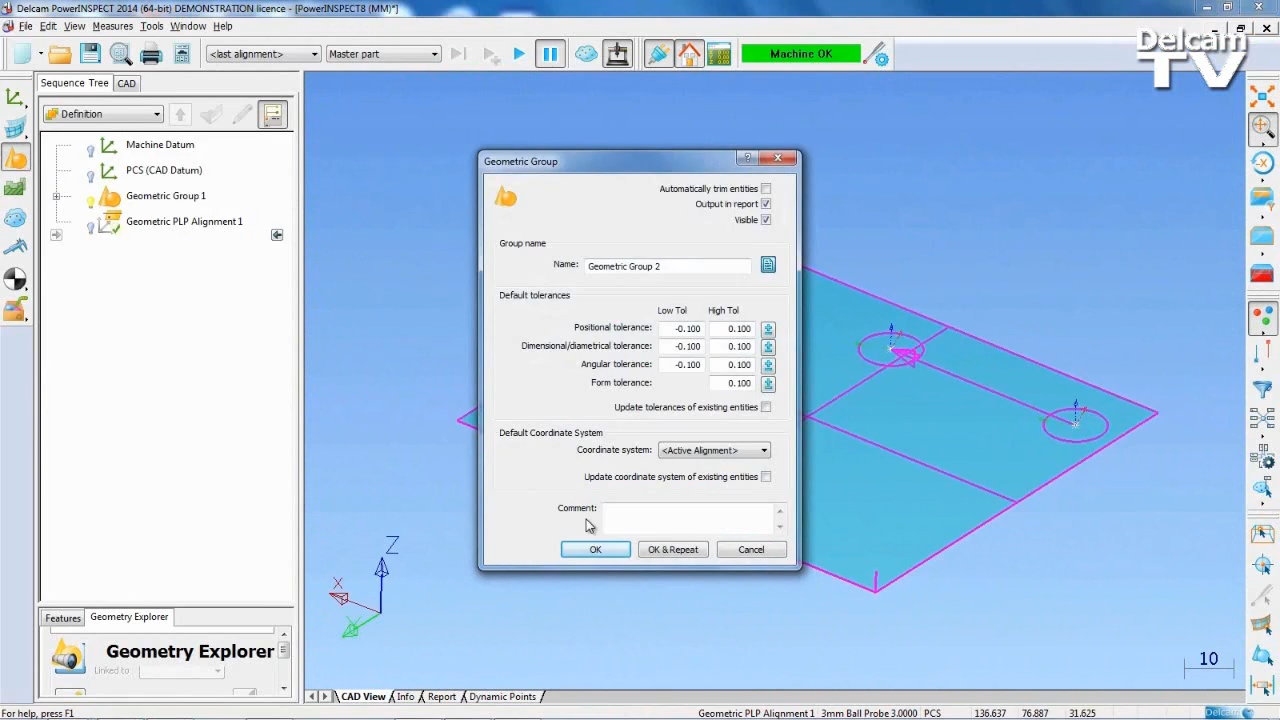 Delcam PowerINSPECT 2014 (64-bit) DEMONSTRATION licence - [PowerINSPECT8 (MM)*]
File Edit View Measures Tools Window Help
Delcam
TV
<last alignment> Master part Machine OK
Sequence Tree CAD
Definition
Machine Datum
PCS (CAD Datum)
Geometric Group 1
Geometric PLP Alignment 1
Geometric Group
Automatically trim entities
Output in report
Visible
Group name
Name: Geometric Group 2
Default tolerances
Low Tol High Tol
Positional tolerance: -0.100 0.100
Dimensional/diametrical tolerance: -0.100 0.100
Angular tolerance: -0.100 0.100
Form tolerance: 0.100
Update tolerances of existing entities
Default Coordinate System
Coordinate system: <Active Alignment>
Update coordinate system of existing entities
Comment:
OK OK & Repeat Cancel
Z
X
Y
10
Features Geometry Explorer
Geometry Explorer
Linked to
CAD View Info Report Dynamic Points
For help, press F1 Geometric PLP Alignment 1 3mm Ball Probe 3.0000 PCS 136.637 76.887 31.625 Delcam